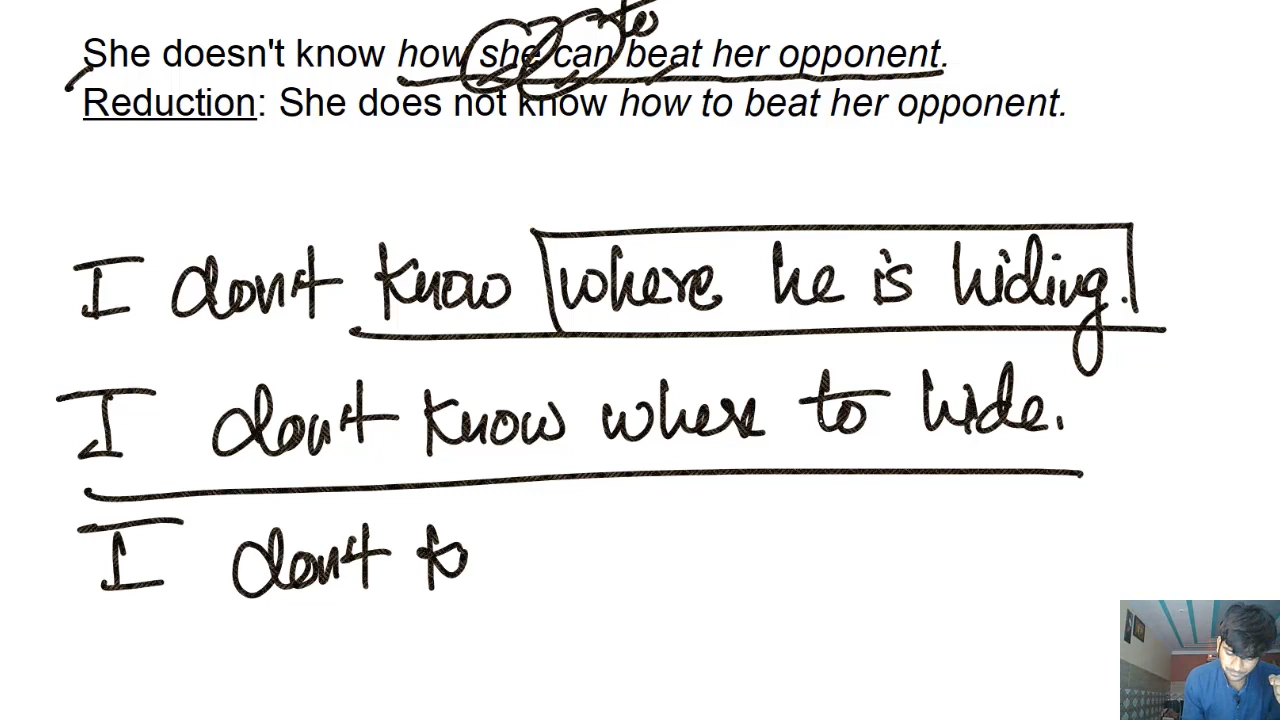 to
She doesn't know how she can beat her opponent.
Reduction: She does not know how to beat her opponent.
I don't know where he is hiding.
I don't know where to hide.
I don't